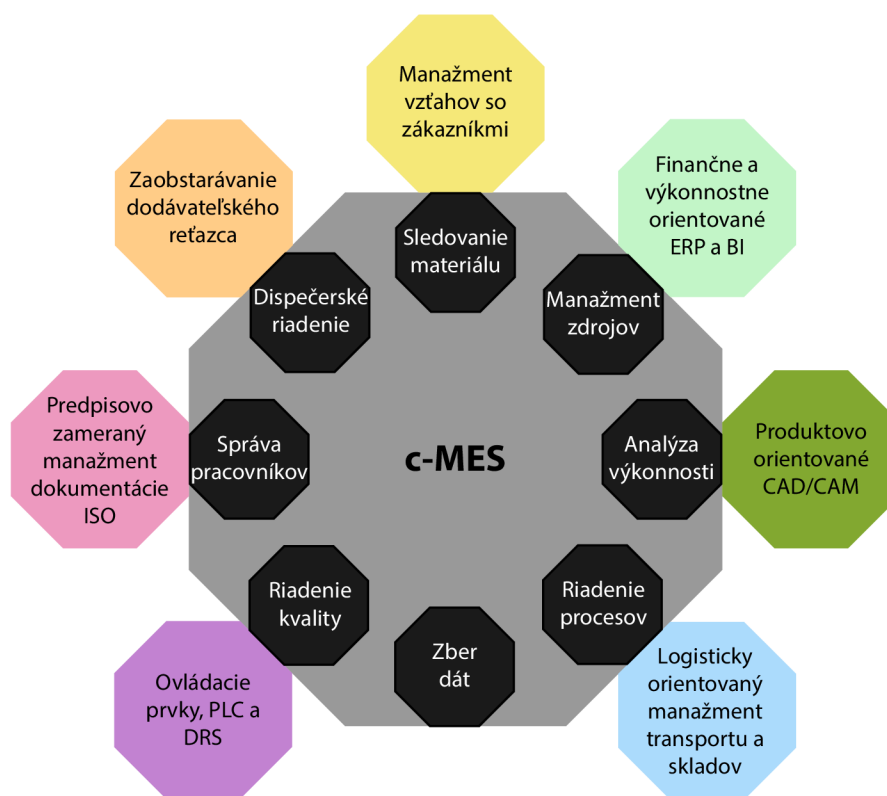 Manažment
vzťahov so
zákazníkmi
Zaobstarávanie
dodávateľského
reťazca
Finančne a
výkonnostne
orientované
ERP a BI
Sledovanie
materiálu
Dispečerské
riadenie
Manažment
zdrojov
Predpisovo
zameraný
manažment
dokumentácie
ISO
Správa
pracovníkov
c-MES
Analýza
výkonnosti
Produktovo
orientované
CAD/CAM
Riadenie
kvality
Riadenie
procesov
Zber
dát
Ovládacie
prvky, PLC a
DRS
Logisticky
orientovaný
manažment
transportu a
skladov